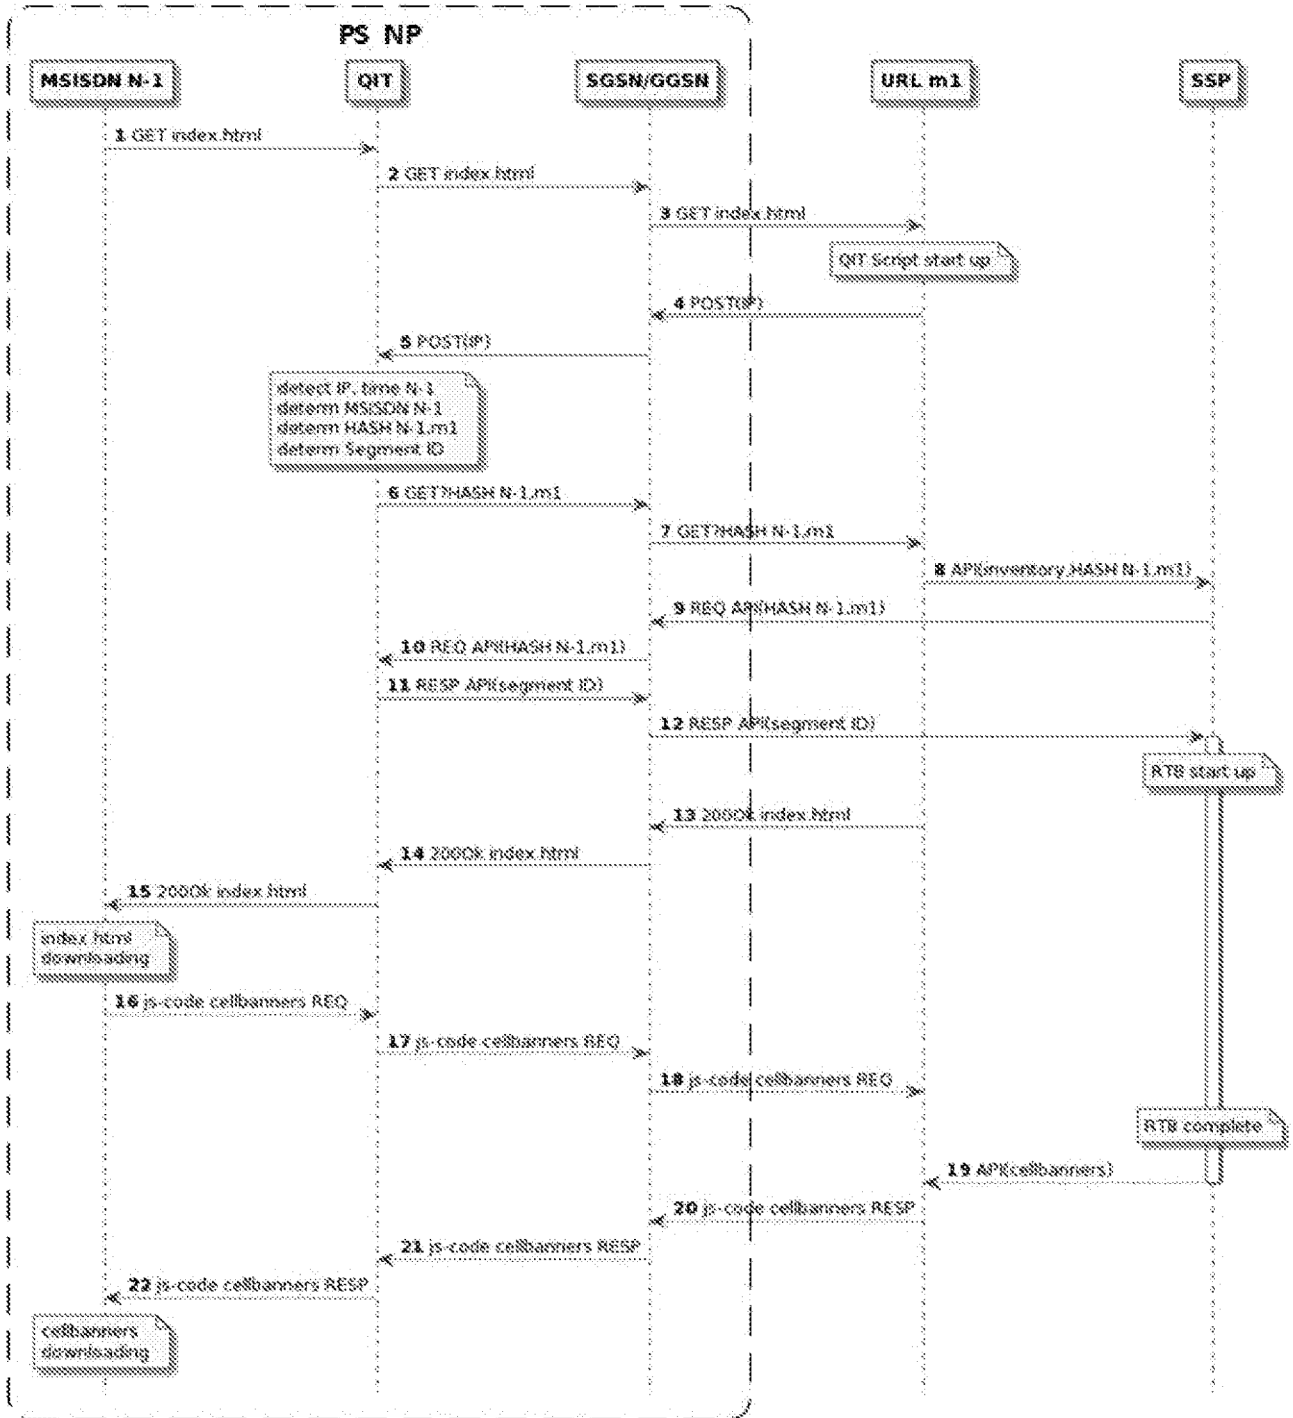 PS NP
MSISDN N-1
QIT
SGSN/GGSN
URL m1
SSP
1 GET index.html
2 GET index.html
3 GET index.html
QIT Script start up
4 POST(IP)
5 POST(IP)
detect IP, time N-1
determ MSISDN N-1
determ HASH N-1.m1
determ Segment ID
6 GET?HASH N-1.m1
7 GET?HASH N-1.m1
8 API(inventory,HASH N-1.m1)
9 REQ API(HASH N-1.m1)
10 REQ API(HASH N-1.m1)
11 RESP API(segment ID)
12 RESP API(segment ID)
RTB start up
13 200Ok index.html
14 200Ok index.html
15 200Ok index.html
index.html
downloading
16 js-code cellbanners REQ
17 js-code cellbanners REQ
18 js-code cellbanners REQ
RTB complete
19 API(cellbanners)
20 js-code cellbanners RESP
21 js-code cellbanners RESP
22 js-code cellbanners RESP
cellbanners
downloading